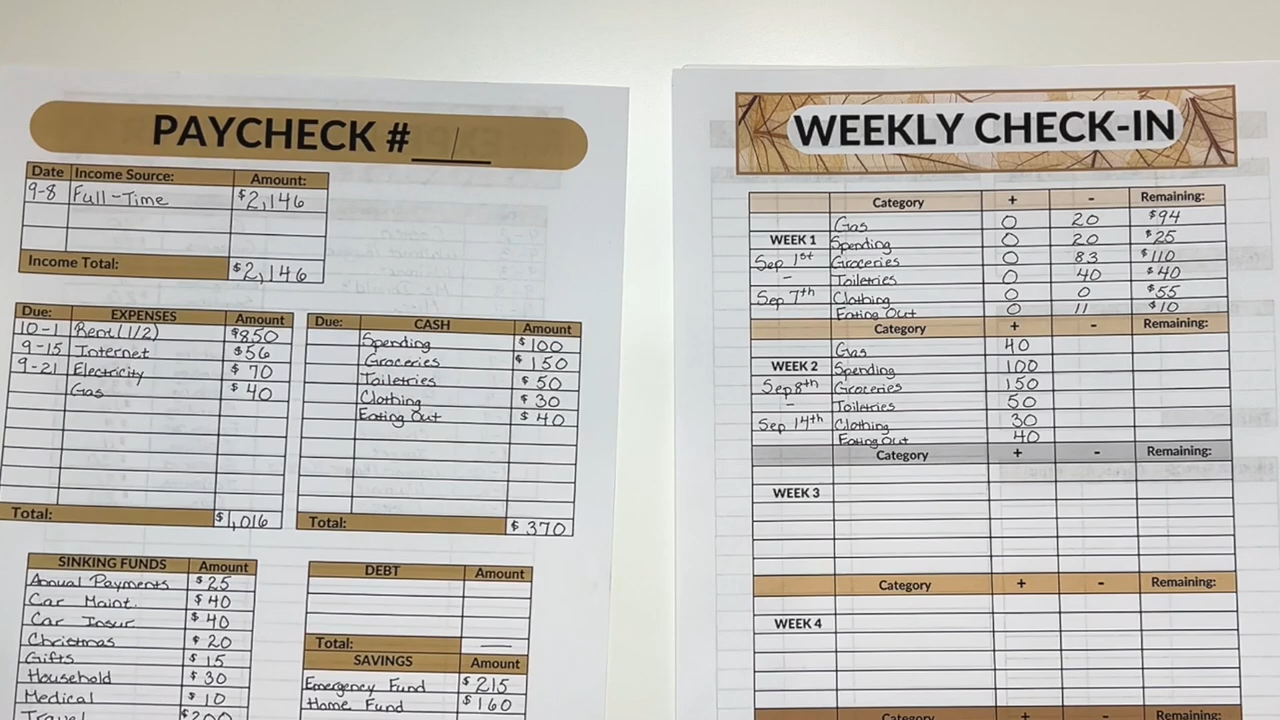 PAYCHECK # 1
Date Income Source: Amount:
9-8 Full-Time $2,146
Income Total: $2,146
Due: EXPENSES Amount
10-1 Rent (1/2) $850
9-15 Internet $56
9-21 Electricity $70
Gas $40
Total: $1,016
Due: CASH Amount
Spending $100
Groceries $150
Toiletries $50
Clothing $30
Eating Out $40
Total: $370
SINKING FUNDS Amount
Annual Payments $25
Car Maint. $40
Car Insur $40
Christmas $20
Gifts $15
Household $30
Medical $10
Travel $200
DEBT Amount
Total: —
SAVINGS Amount
Emergency Fund $215
Home Fund $160
WEEKLY CHECK-IN
Category + - Remaining:
Gas 0 20 $94
WEEK 1 Spending 0 20 $25
Sep 1st Groceries 0 83 $110
- Toiletries 0 40 $40
Sep 7th Clothing 0 0 $55
Eating Out 0 11 $10
Category + - Remaining:
Gas 40
WEEK 2 Spending 100
Sep 8th Groceries 150
- Toiletries 50
Sep 14th Clothing 30
Eating Out 40
Category + - Remaining:
WEEK 3
Category + - Remaining:
WEEK 4
Category + - Remaining: